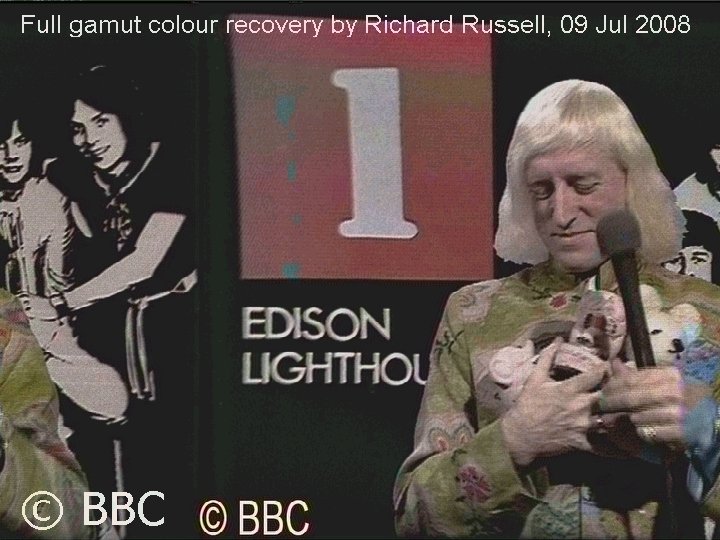 Full gamut colour recovery by Richard Russell, 09 Jul 2008
1
EDISON
LIGHTHOU
© BBC © BBC